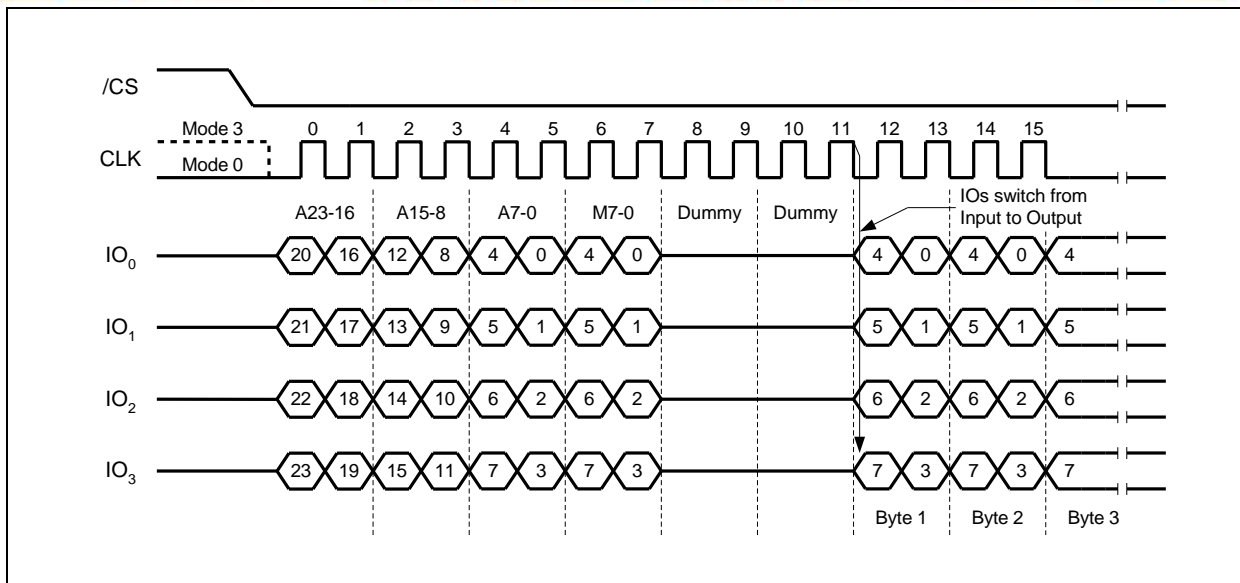 /CS
Mode 3 0 1 2 3 4 5 6 7 8 9 10 11 12 13 14 15
CLK
Mode 0
IOs switch from
Input to Output
A23-16 A15-8 A7-0 M7-0 Dummy Dummy
IO0 20 16 12 8 4 0 4 0 4 0 4 0 4
IO1 21 17 13 9 5 1 5 1 5 1 5 1 5
IO2 22 18 14 10 6 2 6 2 6 2 6 2 6
IO3 23 19 15 11 7 3 7 3 7 3 7 3 7
Byte 1 Byte 2 Byte 3